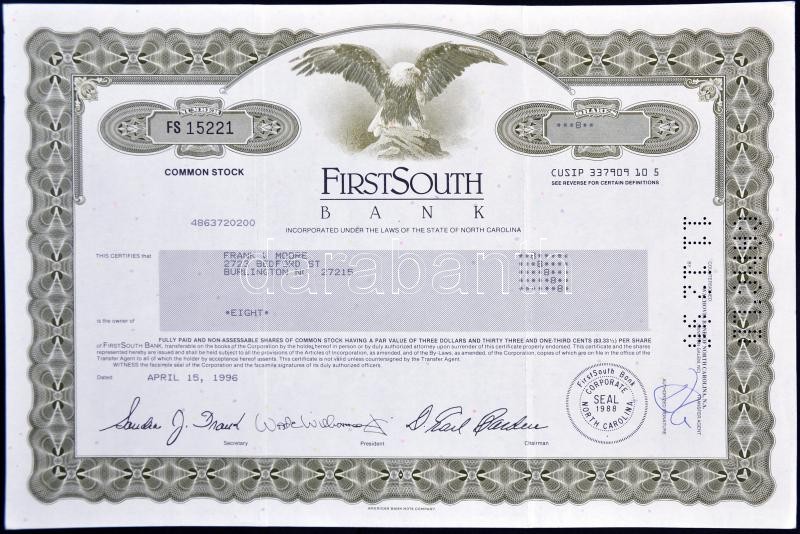 NUMBER
FS 15221
COMMON STOCK
FIRSTSOUTH
BANK
INCORPORATED UNDER THE LAWS OF THE STATE OF NORTH CAROLINA
SHARES
***8**
CUSIP 337909 10 5
SEE REVERSE FOR CERTAIN DEFINITIONS
4863720200
THIS CERTIFIES that
FRANK W MOORE
2723 BEDFORD ST
BURLINGTON NC 27215
*EIGHT*
darabanth
is the owner of
FULLY PAID AND NON-ASSESSABLE SHARES OF COMMON STOCK HAVING A PAR VALUE OF THREE DOLLARS AND THIRTY THREE AND ONE-THIRD CENTS ($3.33⅓) PER SHARE
of FIRSTSOUTH BANK, transferable on the books of the Corporation by the holder hereof in person or by duly authorized attorney upon surrender of this certificate properly endorsed. This certificate and the shares
represented hereby are issued and shall be held subject to all the provisions of the Articles of Incorporation, as amended, and of the By-Laws, as amended, of the Corporation, copies of which are on file in the office of the
Transfer Agent to all of which the holder by acceptance hereof assents. This certificate is not valid unless countersigned by the Transfer Agent.
WITNESS the facsimile seal of the Corporation and the facsimile signatures of its duly authorized officers.
Dated: APRIL 15, 1996
Secretary
President
Chairman
FirstSouth Bank
CORPORATE
SEAL
1988
NORTH CAROLINA
AMERICAN BANK NOTE COMPANY